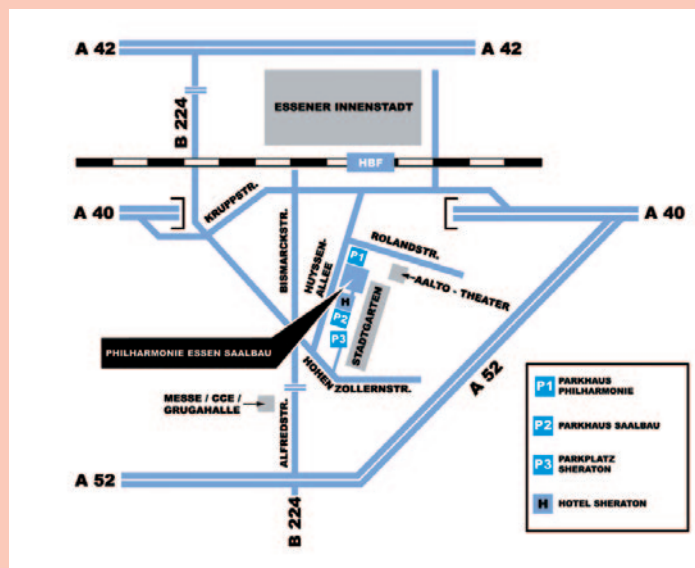 A 42
A 42
B 224
ESSENER INNENSTADT
HBF
A 40
KRUPPSTR.
A 40
BISMARCKSTR.
HUYSSEN-
ALLEE
ROLANDSTR.
P1
AALTO - THEATER
H
P2
P3
STADTGARTEN
PHILHARMONIE ESSEN SAALBAU
HOHEN
ZOLLERNSTR.
A 52
MESSE / CCE /
GRUGAHALLE
ALFREDSTR.
A 52
B 224
P1 PARKHAUS
PHILHARMONIE
P2 PARKHAUS SAALBAU
P3 PARKPLATZ
SHERATON
H HOTEL SHERATON